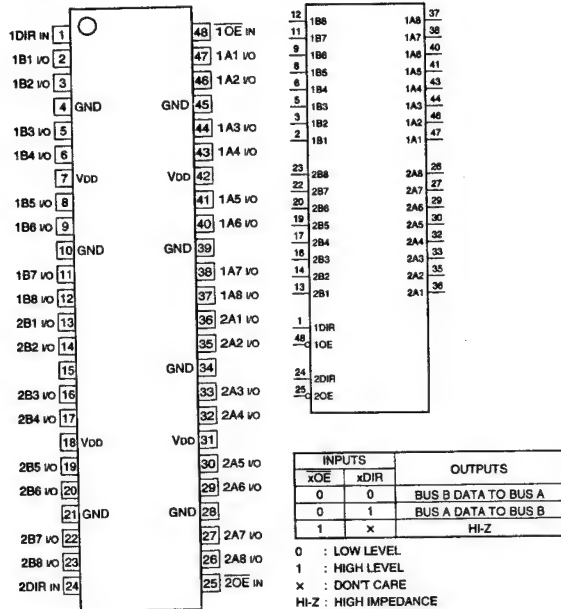 1DIR IN 1 48 1OE IN
1B1 I/O 2 47 1A1 I/O
1B2 I/O 3 46 1A2 I/O
4 GND GND 45
1B3 I/O 5 44 1A3 I/O
1B4 I/O 6 43 1A4 I/O
7 VDD VDD 42
1B5 I/O 8 41 1A5 I/O
1B6 I/O 9 40 1A6 I/O
10 GND GND 39
1B7 I/O 11 38 1A7 I/O
1B8 I/O 12 37 1A8 I/O
2B1 I/O 13 36 2A1 I/O
2B2 I/O 14 35 2A2 I/O
15 GND 34
2B3 I/O 16 33 2A3 I/O
2B4 I/O 17 32 2A4 I/O
18 VDD VDD 31
2B5 I/O 19 30 2A5 I/O
2B6 I/O 20 29 2A6 I/O
21 GND GND 28
2B7 I/O 22 27 2A7 I/O
2B8 I/O 23 26 2A8 I/O
2DIR IN 24 25 2OE IN
12 1B8 1A8 37
11 1B7 1A7 38
9 1B6 1A6 40
8 1B5 1A5 41
6 1B4 1A4 43
5 1B3 1A3 44
3 1B2 1A2 46
2 1B1 1A1 47
23 2B8 2A8 26
22 2B7 2A7 27
20 2B6 2A6 29
19 2B5 2A5 30
17 2B4 2A4 32
16 2B3 2A3 33
14 2B2 2A2 35
13 2B1 2A1 36
1 1DIR
48 1OE
24 2DIR
25 2OE
INPUTS OUTPUTS
xOE xDIR
0 0 BUS B DATA TO BUS A
0 1 BUS A DATA TO BUS B
1 × HI-Z
0 : LOW LEVEL
1 : HIGH LEVEL
× : DON'T CARE
HI-Z : HIGH IMPEDANCE